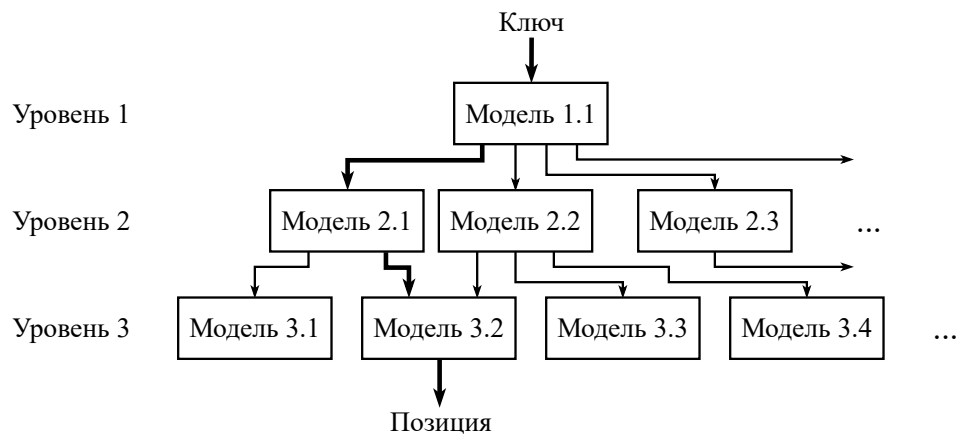 Ключ
Уровень 1
Модель 1.1
Уровень 2
Модель 2.1
Модель 2.2
Модель 2.3
...
Уровень 3
Модель 3.1
Модель 3.2
Модель 3.3
Модель 3.4
...
Позиция